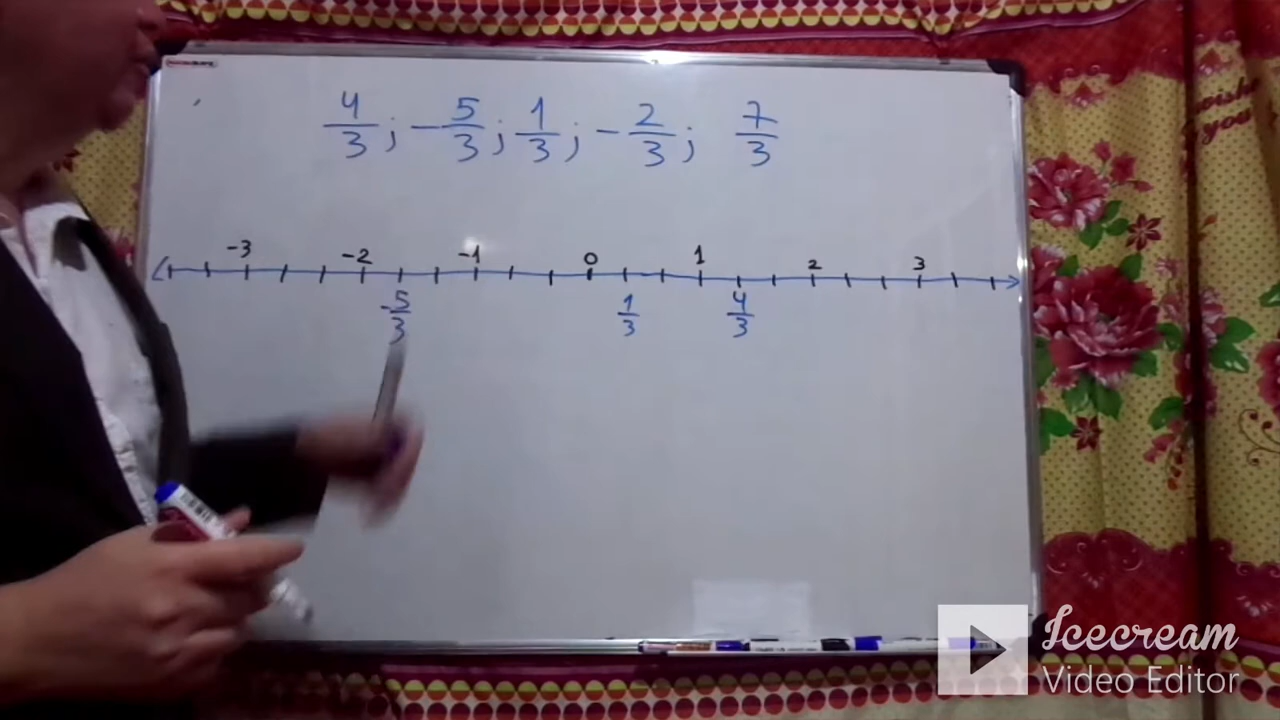 4/3 ; -5/3 ; 1/3 ; -2/3 ; 7/3
-3 -2 -1 0 1 2 3
-5/3 1/3 4/3
Icecream
Video Editor